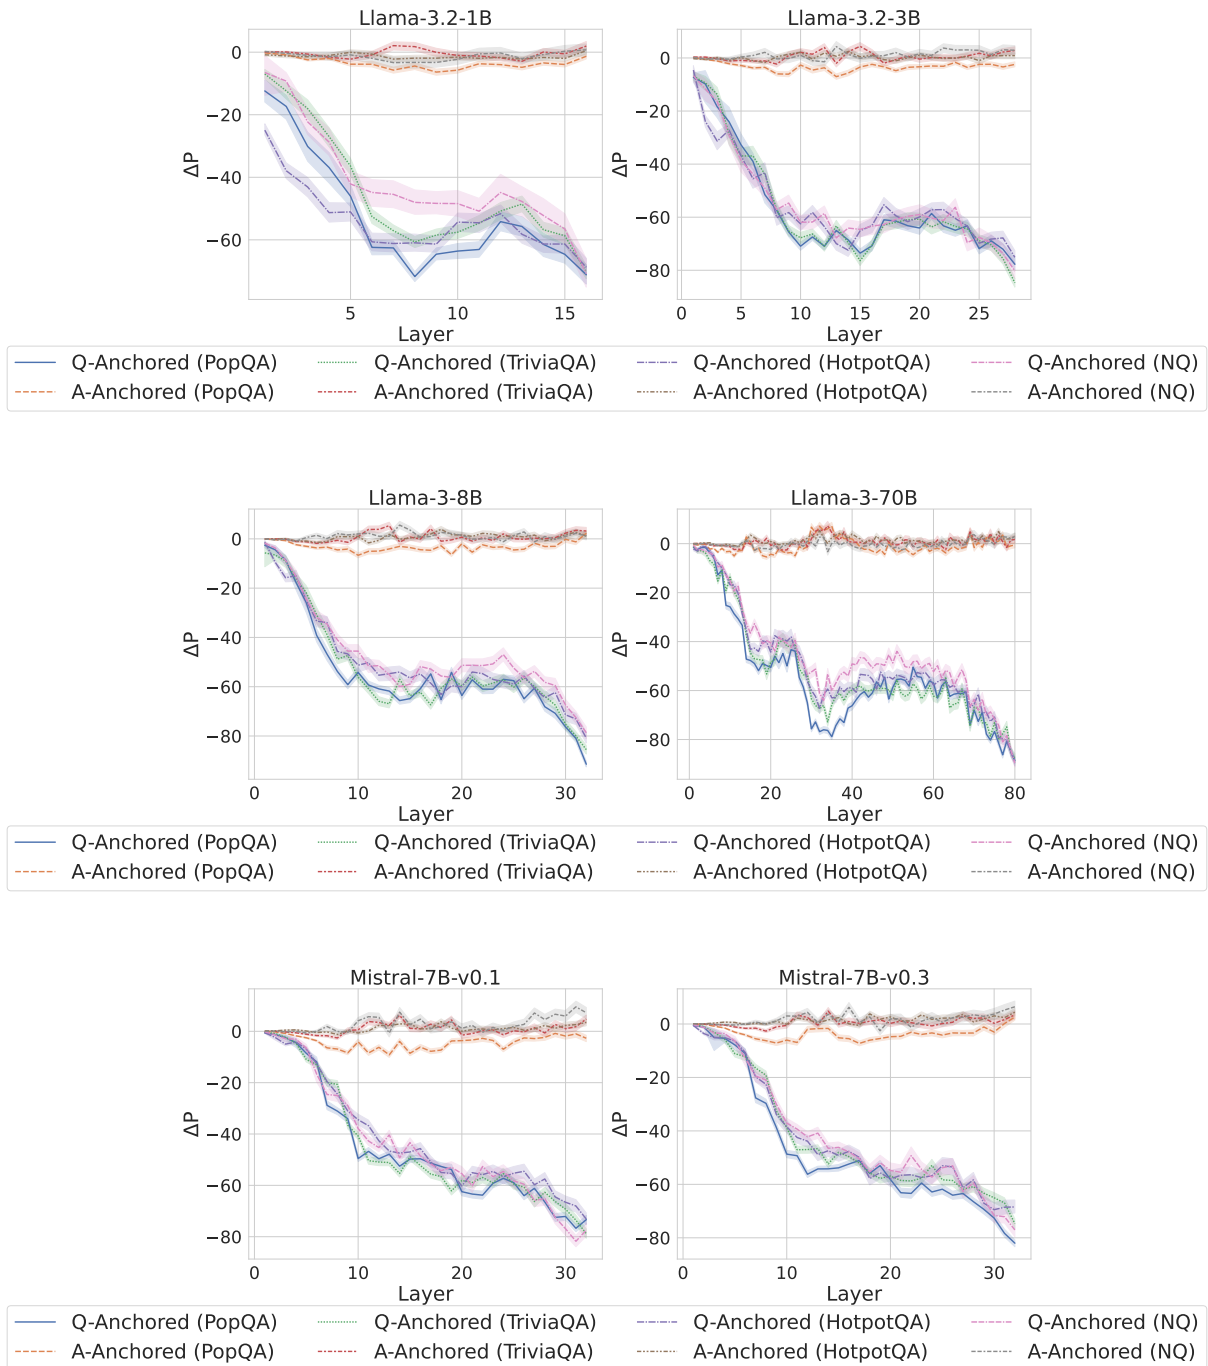 Llama-3.2-1B
Llama-3.2-3B
ΔP
0
−20
−40
−60
5
10
15
Layer
ΔP
0
−20
−40
−60
−80
0
5
10
15
20
25
Layer
Q-Anchored (PopQA)
Q-Anchored (TriviaQA)
Q-Anchored (HotpotQA)
Q-Anchored (NQ)
A-Anchored (PopQA)
A-Anchored (TriviaQA)
A-Anchored (HotpotQA)
A-Anchored (NQ)
Llama-3-8B
Llama-3-70B
ΔP
0
−20
−40
−60
−80
0
10
20
30
Layer
ΔP
0
−20
−40
−60
−80
0
20
40
60
80
Layer
Q-Anchored (PopQA)
Q-Anchored (TriviaQA)
Q-Anchored (HotpotQA)
Q-Anchored (NQ)
A-Anchored (PopQA)
A-Anchored (TriviaQA)
A-Anchored (HotpotQA)
A-Anchored (NQ)
Mistral-7B-v0.1
Mistral-7B-v0.3
ΔP
0
−20
−40
−60
−80
0
10
20
30
Layer
ΔP
0
−20
−40
−60
−80
0
10
20
30
Layer
Q-Anchored (PopQA)
Q-Anchored (TriviaQA)
Q-Anchored (HotpotQA)
Q-Anchored (NQ)
A-Anchored (PopQA)
A-Anchored (TriviaQA)
A-Anchored (HotpotQA)
A-Anchored (NQ)